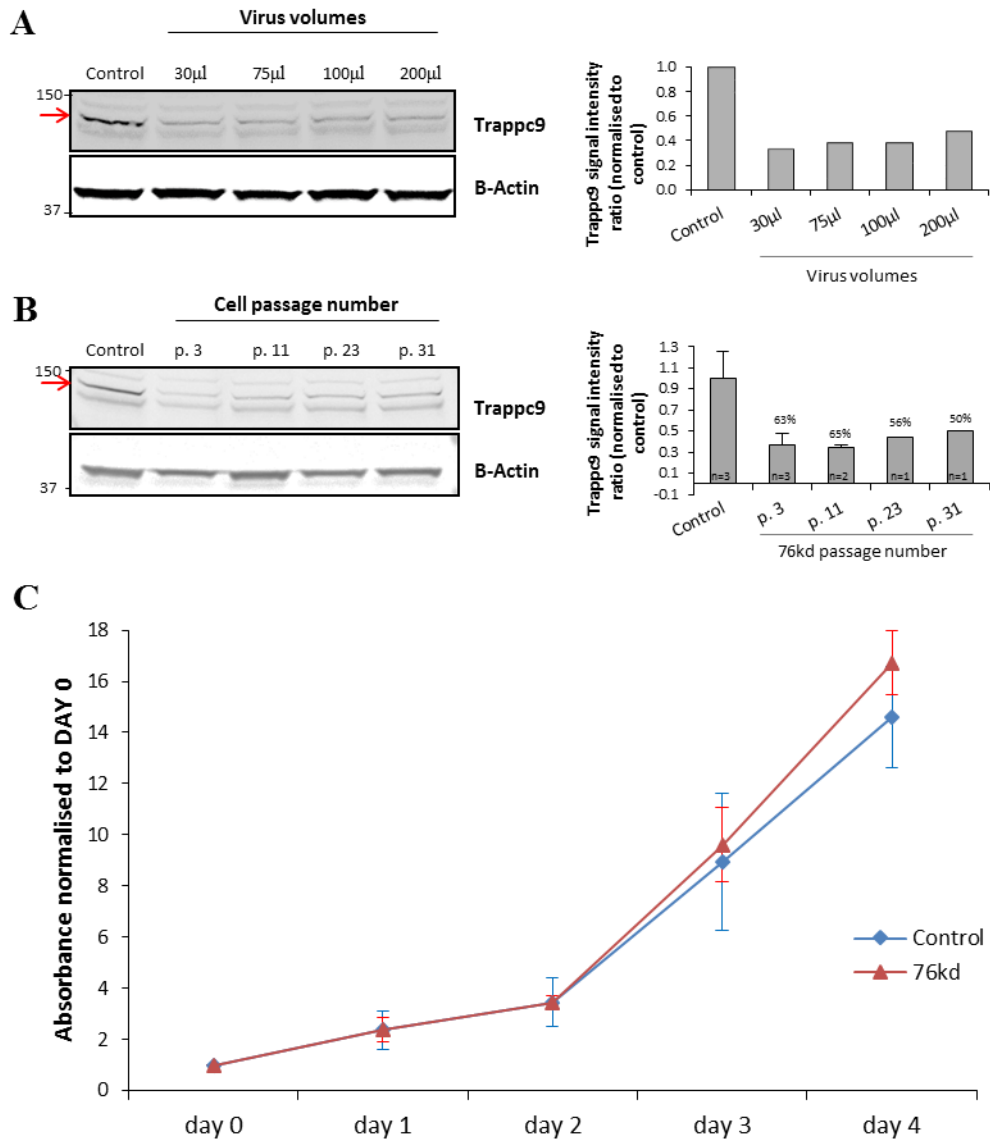 A
Virus volumes
Control 30µl 75µl 100µl 200µl
150
Trappc9
B-Actin
37
Trappc9 signal intensity
ratio (normalised to
control)
1.0
0.8
0.6
0.4
0.2
0.0
Control
30µl
75µl
100µl
200µl
Virus volumes
B
Cell passage number
Control p. 3 p. 11 p. 23 p. 31
150
Trappc9
B-Actin
37
Trappc9 signal intensity
ratio (normalised to
control)
1.3
1.1
0.9
0.7
0.5
0.3
0.1
-0.1
63%
65%
56%
50%
n=3 n=3 n=2 n=1 n=1
Control
p. 3
p. 11
p. 23
p. 31
76kd passage number
C
Absorbance normalised to DAY 0
18
16
14
12
10
8
6
4
2
0
Control
76kd
day 0 day 1 day 2 day 3 day 4